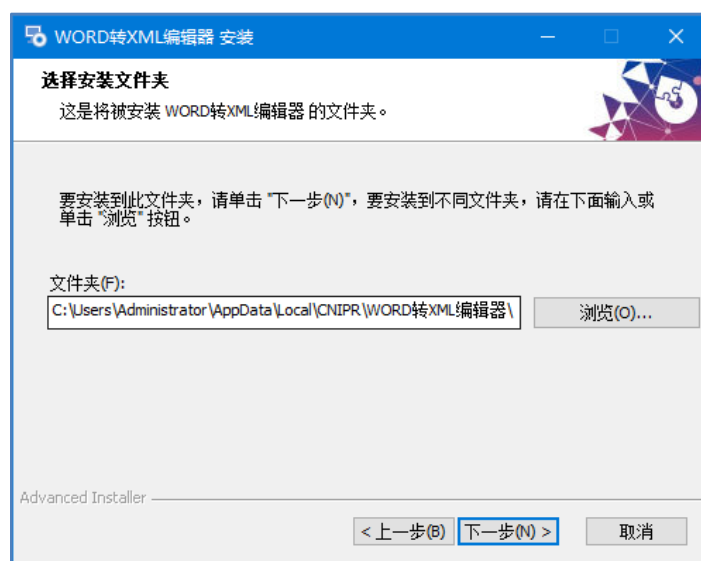 WORD转XML编辑器 安装
选择安装文件夹
这是将被安装 WORD转XML编辑器 的文件夹。
要安装到此文件夹，请单击 "下一步(N)"，要安装到不同文件夹，请在下面输入或
单击 "浏览" 按钮。
文件夹(F):
C:\Users\Administrator\AppData\Local\CNIPR\WORD转XML编辑器\
浏览(O)...
Advanced Installer
< 上一步(B) 下一步(N) > 取消